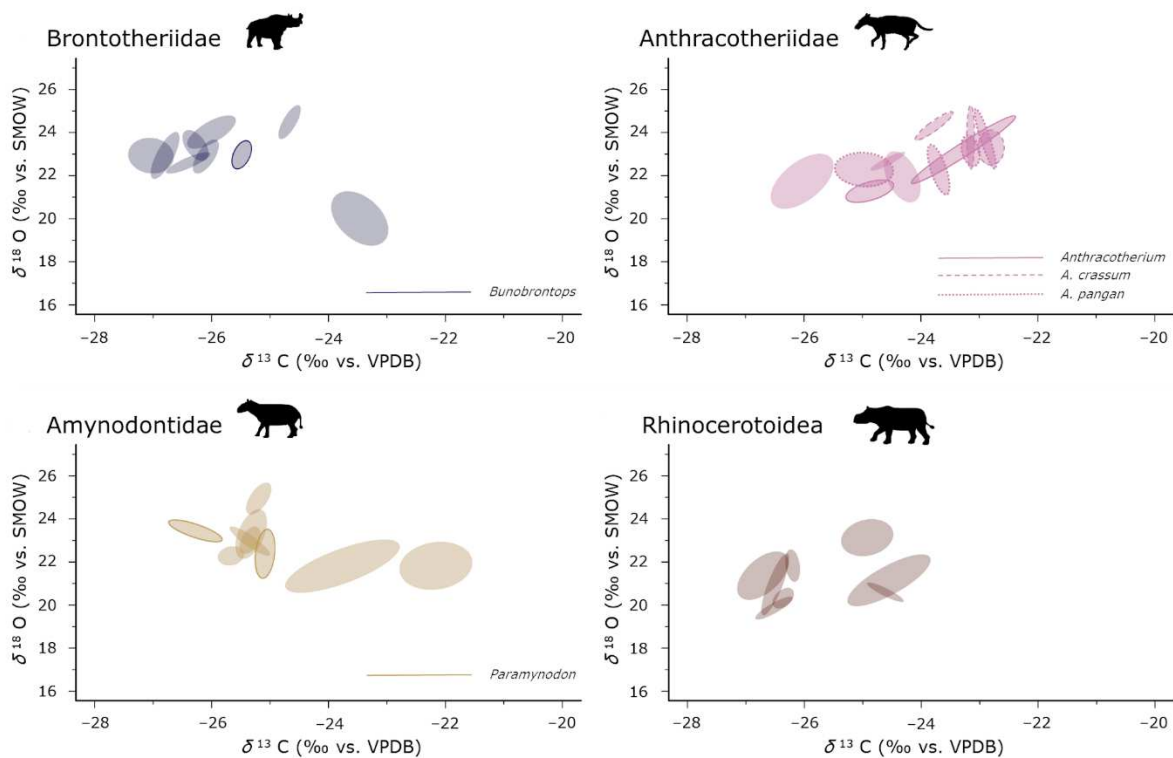 Brontotheriidae
26
24
22
20
18
16
δ 18 O (‰ vs. SMOW)
Bunobrontops
−28
−26
−24
−22
−20
δ 13 C (‰ vs. VPDB)
Anthracotheriidae
26
24
22
20
18
16
δ 18 O (‰ vs. SMOW)
Anthracotherium
A. crassum
A. pangan
−28
−26
−24
−22
−20
δ 13 C (‰ vs. VPDB)
Amynodontidae
26
24
22
20
18
16
δ 18 O (‰ vs. SMOW)
Paramynodon
−28
−26
−24
−22
−20
δ 13 C (‰ vs. VPDB)
Rhinocerotoidea
26
24
22
20
18
16
δ 18 O (‰ vs. SMOW)
−28
−26
−24
−22
−20
δ 13 C (‰ vs. VPDB)